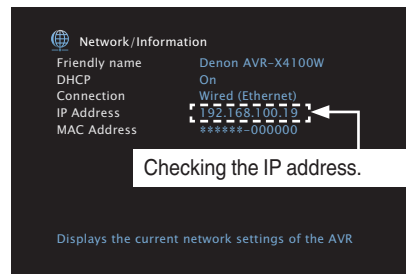 Network/Information
Friendly name Denon AVR-X4100W
DHCP On
Connection Wired (Ethernet)
IP Address 192.168.100.19
MAC Address ******-000000
Checking the IP address.
Displays the current network settings of the AVR